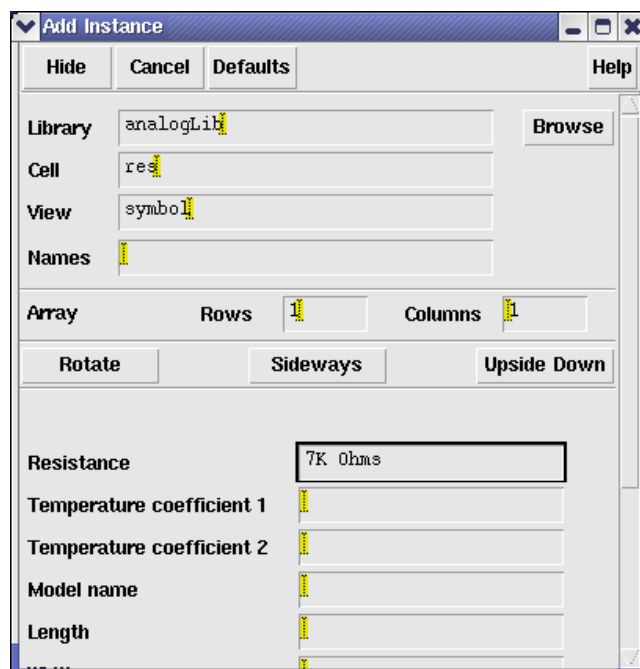 Add Instance
Hide Cancel Defaults Help
Library analogLib Browse
Cell res
View symbol
Names
Array Rows 1 Columns 1
Rotate Sideways Upside Down
Resistance 7K Ohms
Temperature coefficient 1
Temperature coefficient 2
Model name
Length